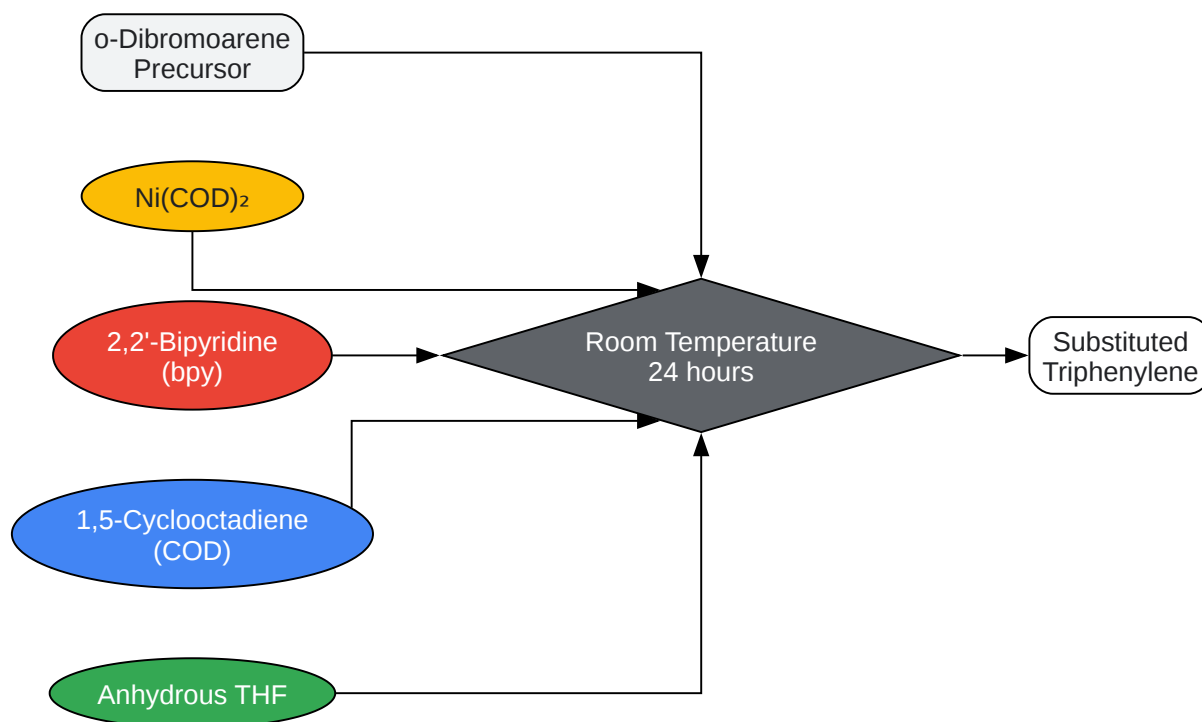 o-Dibromoarene
Precursor
Ni(COD)₂
2,2'-Bipyridine
(bpy)
1,5-Cyclooctadiene
(COD)
Anhydrous THF
Room Temperature
24 hours
Substituted
Triphenylene